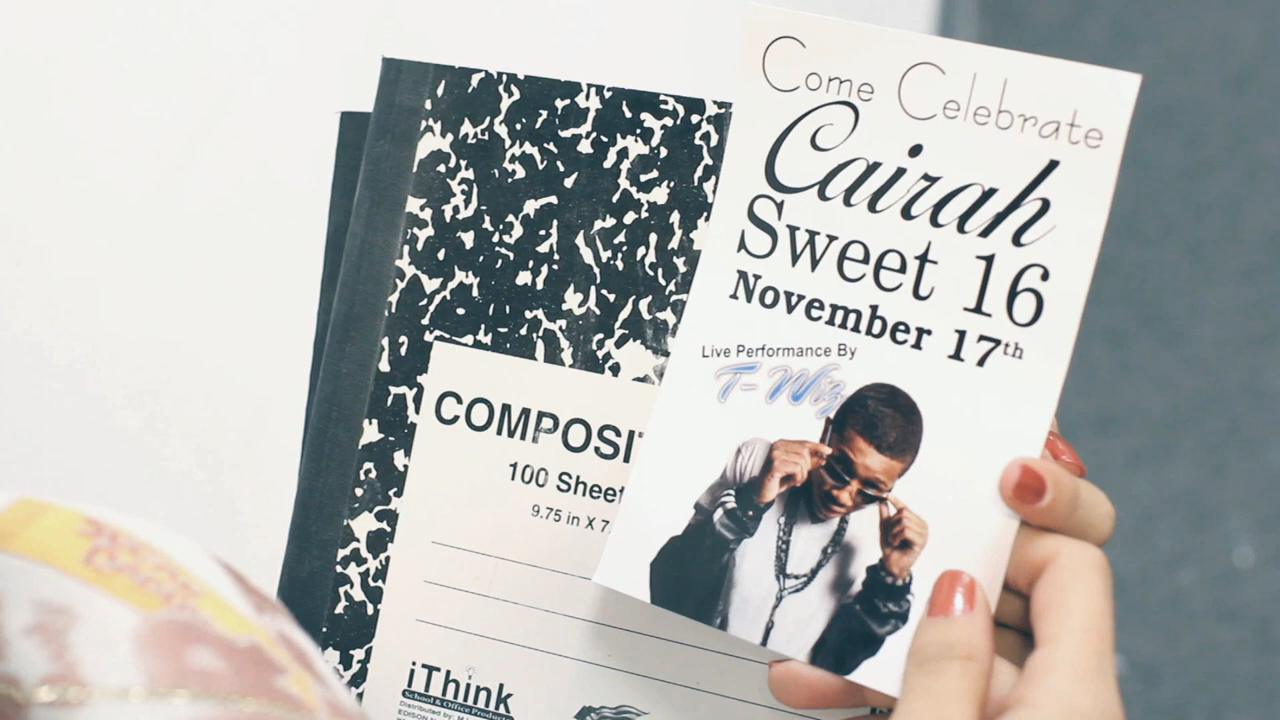 Come Celebrate
Cairah
Sweet 16
November 17th
Live Performance By
T-Wiz
COMPOSIT
100 Sheet
9.75 in X 7
iThink
School & Office Products
Distributed by:
EDISON